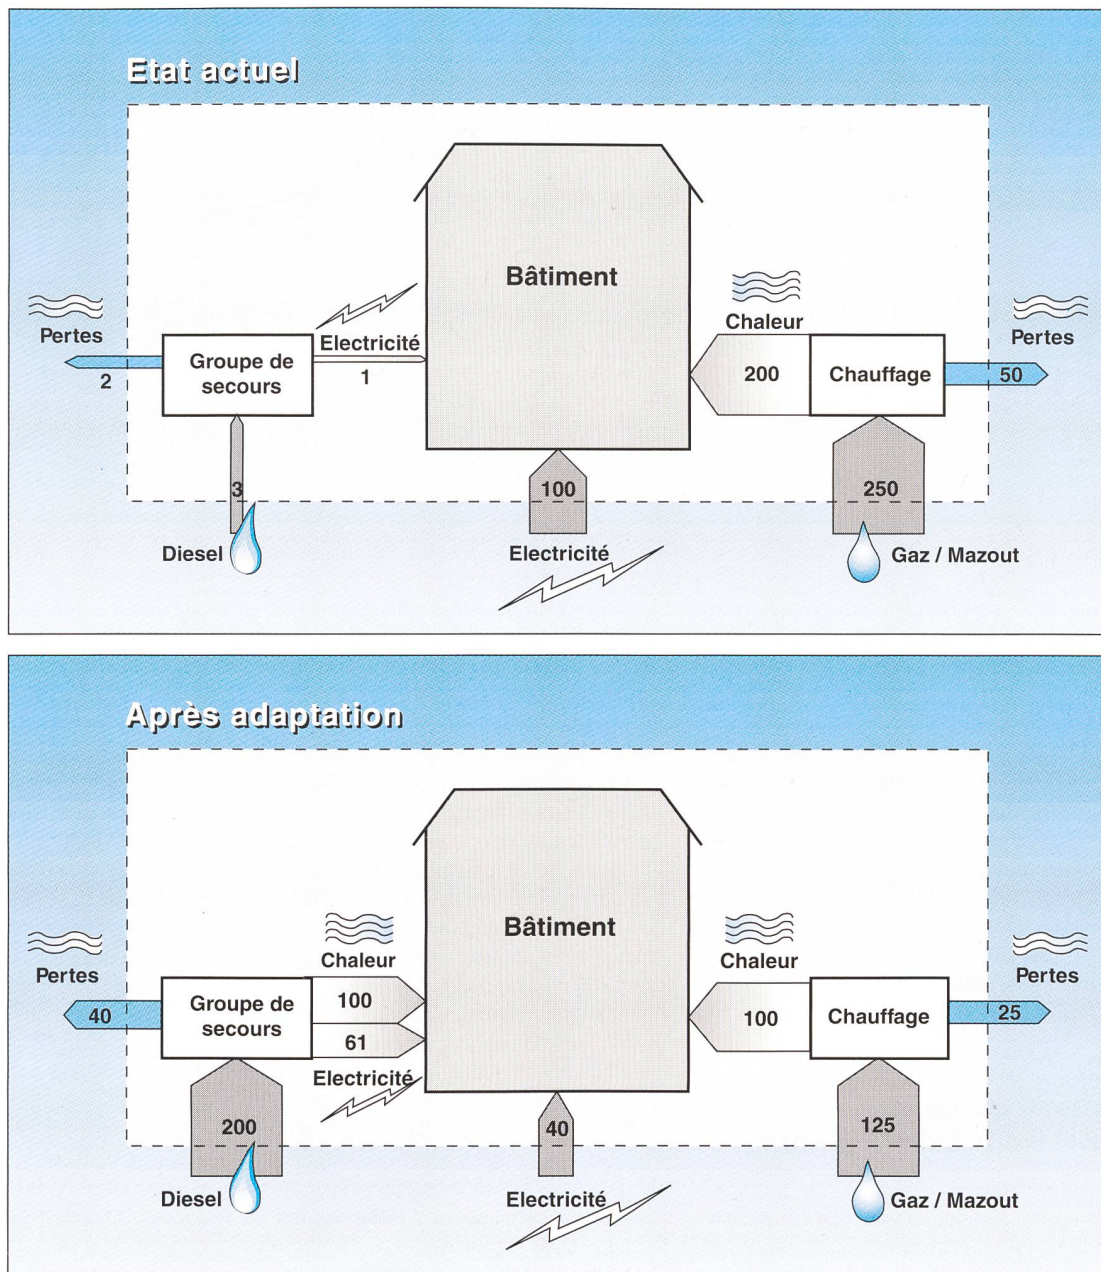 Etat actuel
Bâtiment
Pertes
Electricité
Chaleur
Pertes
2
Groupe de
secours
1
200
Chauffage
50
3
100
250
Diesel
Electricité
Gaz / Mazout
Après adaptation
Bâtiment
Pertes
Chaleur
Chaleur
Pertes
40
Groupe de
secours
100
61
100
Chauffage
25
Electricité
200
40
125
Diesel
Electricité
Gaz / Mazout